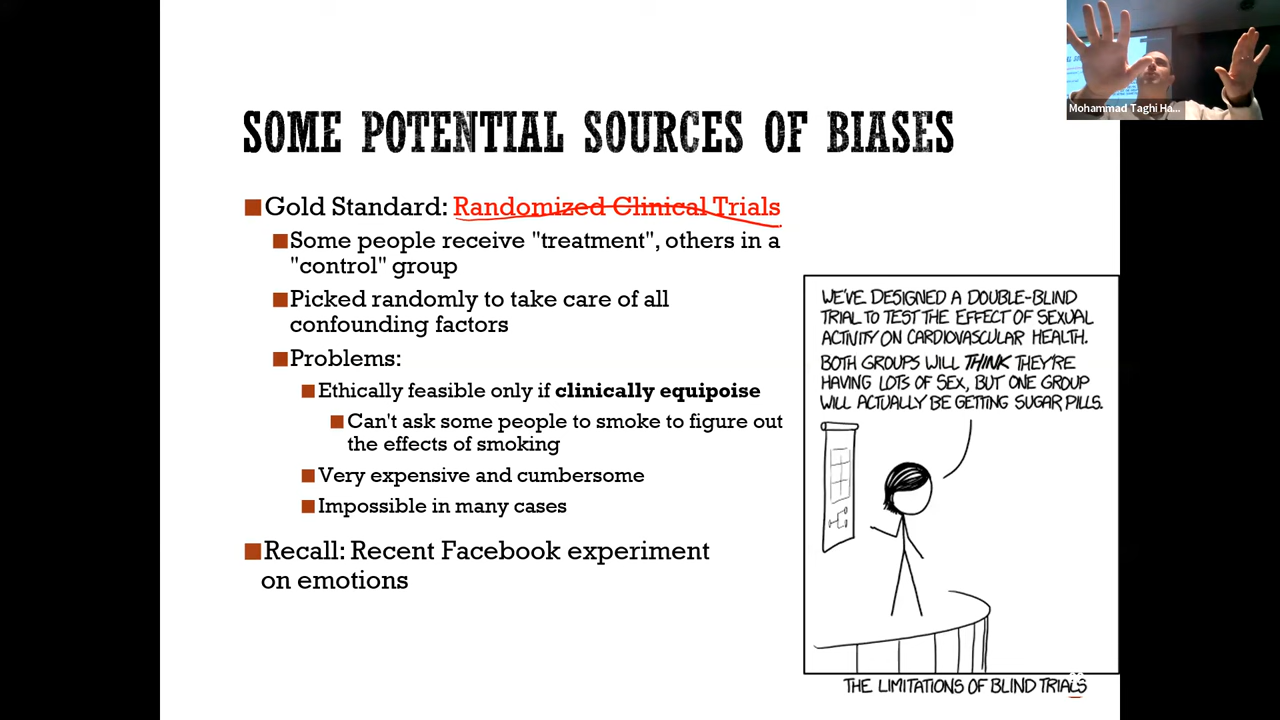 Mohammad Taghi Ha...
SOME POTENTIAL SOURCES OF BIASES
Gold Standard: Randomized Clinical Trials
Some people receive "treatment", others in a
"control" group
Picked randomly to take care of all
confounding factors
Problems:
Ethically feasible only if clinically equipoise
Can't ask some people to smoke to figure out
the effects of smoking
Very expensive and cumbersome
Impossible in many cases
Recall: Recent Facebook experiment
on emotions
WE'VE DESIGNED A DOUBLE-BLIND
TRIAL TO TEST THE EFFECT OF SEXUAL
ACTIVITY ON CARDIOVASCULAR HEALTH.
BOTH GROUPS WILL THINK THEY'RE
HAVING LOTS OF SEX, BUT ONE GROUP
WILL ACTUALLY BE GETTING SUGAR PILLS.
THE LIMITATIONS OF BLIND TRIALS